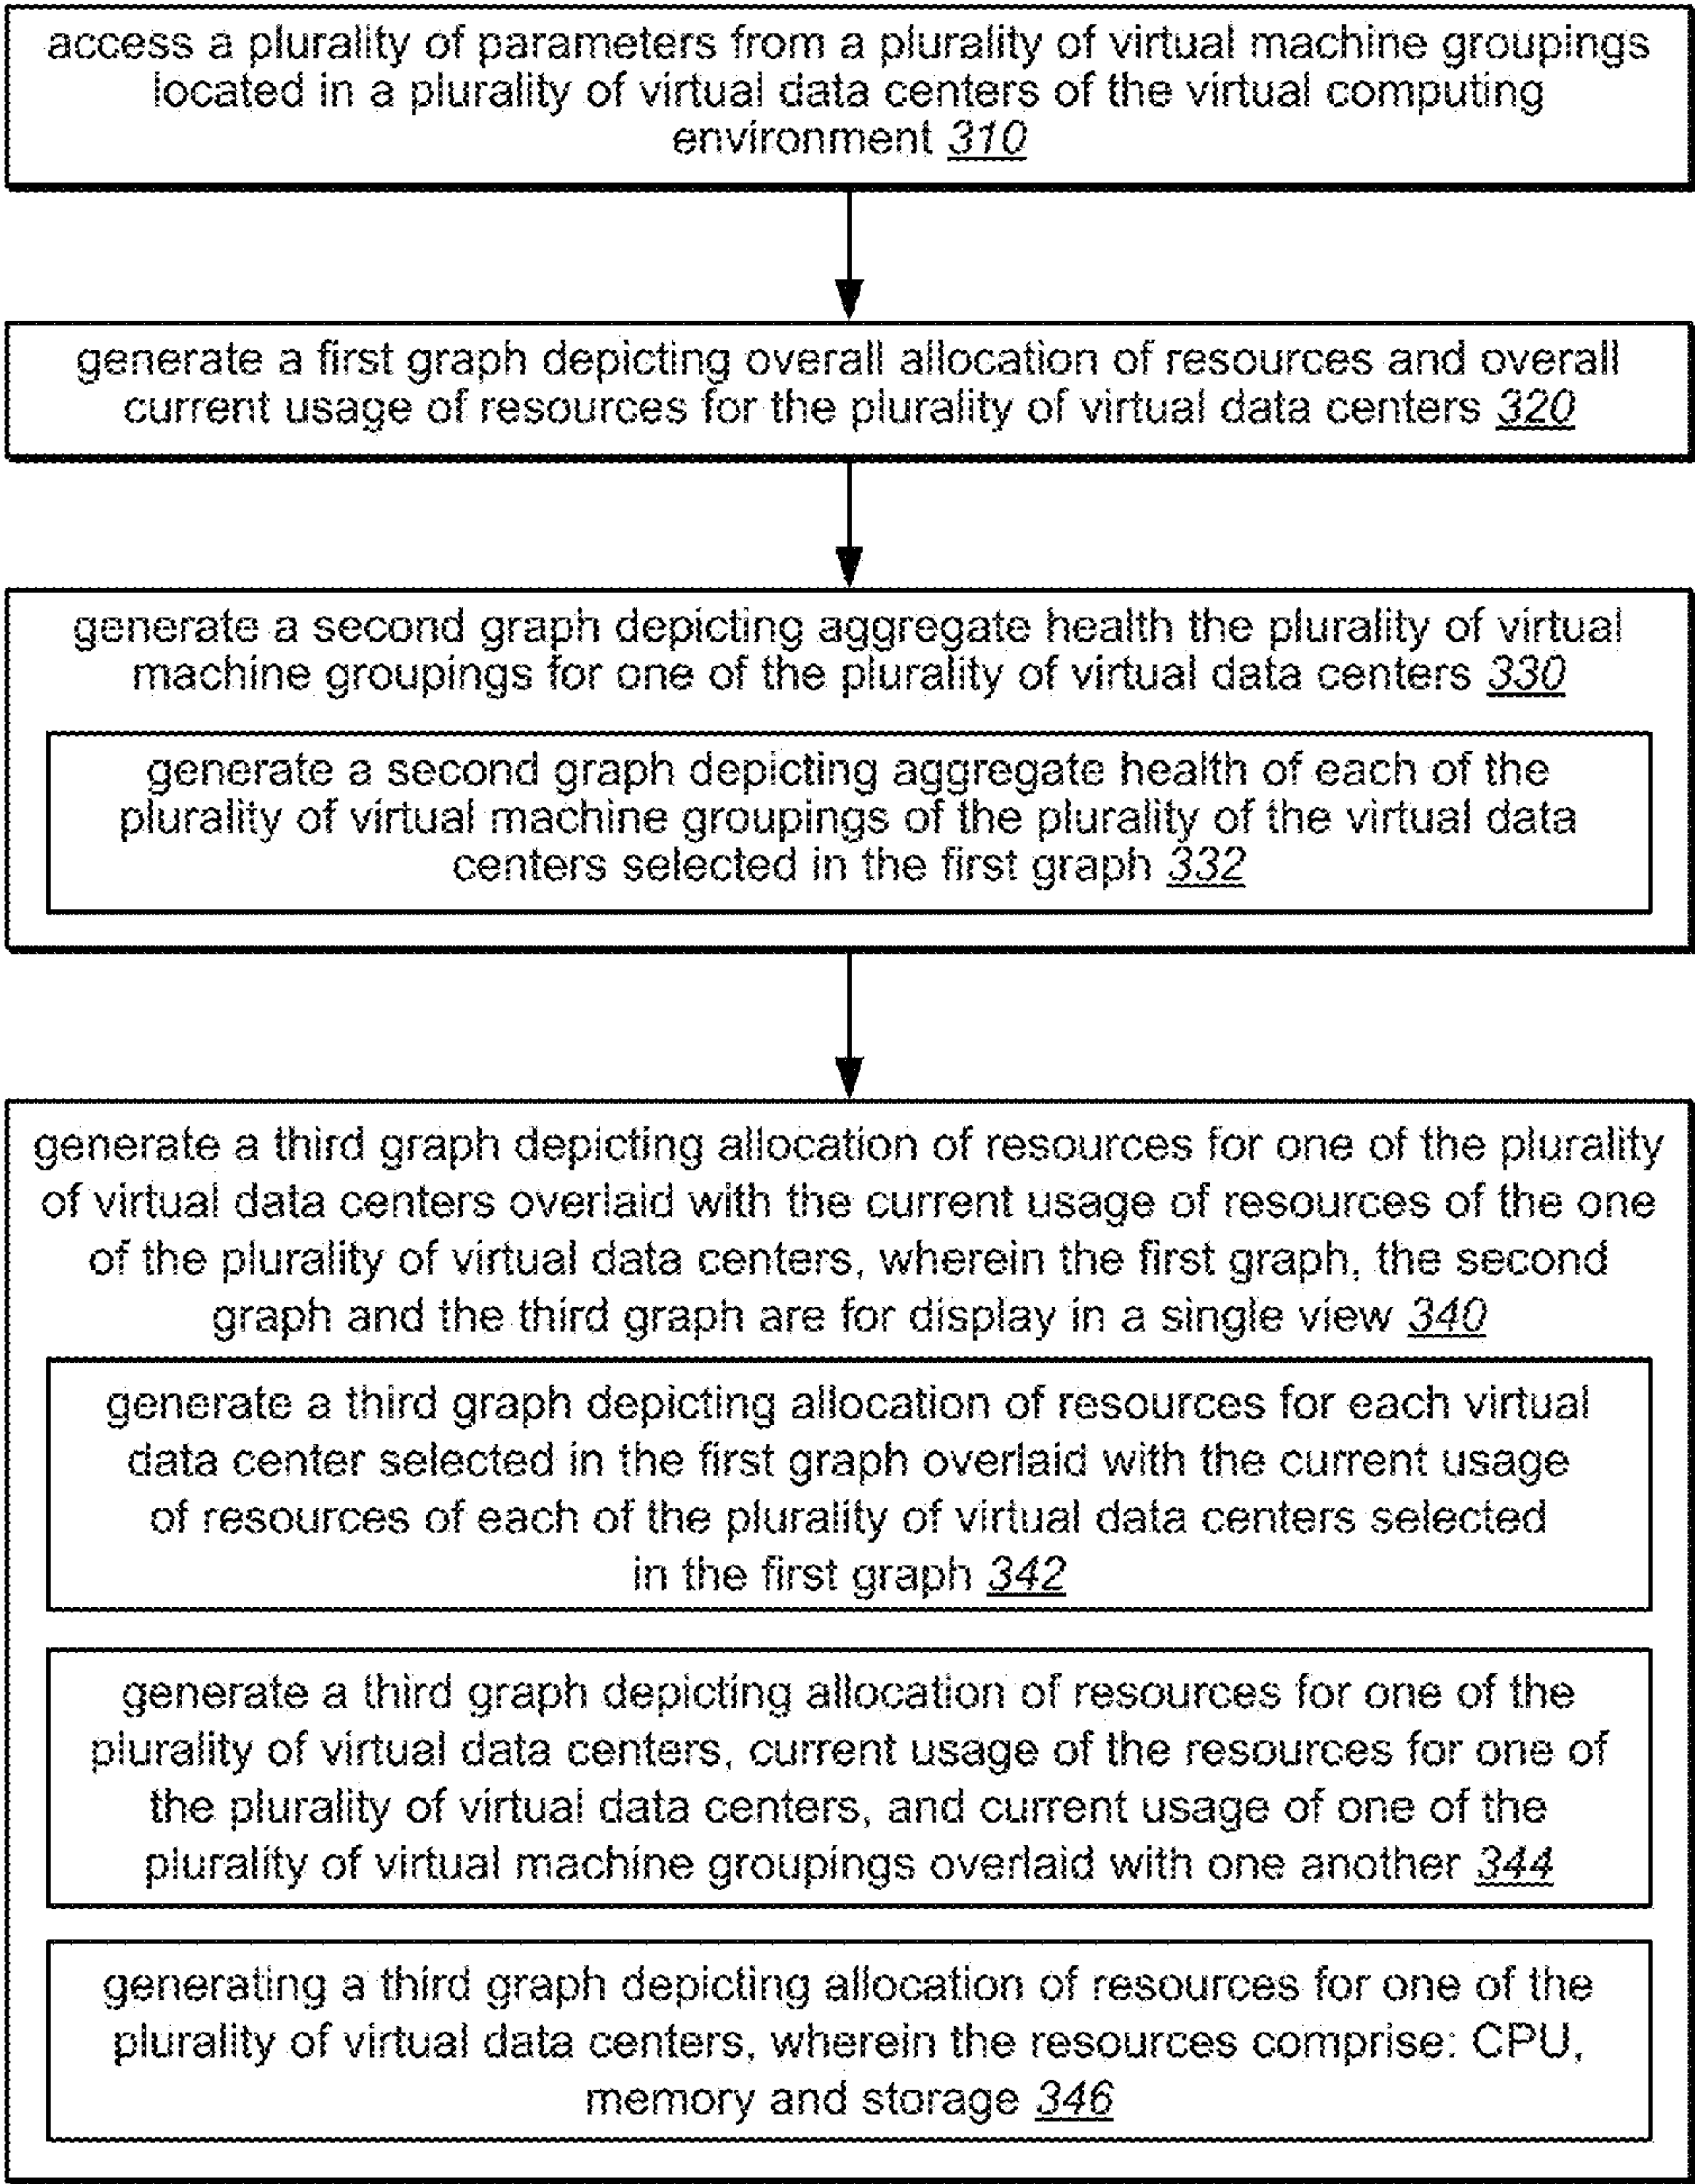 access a plurality of parameters from a plurality of virtual machine groupings
located in a plurality of virtual data centers of the virtual computing
environment 310
generate a first graph depicting overall allocation of resources and overall
current usage of resources for the plurality of virtual data centers 320
generate a second graph depicting aggregate health the plurality of virtual
machine groupings for one of the plurality of virtual data centers 330
generate a second graph depicting aggregate health of each of the
plurality of virtual machine groupings of the plurality of the virtual data
centers selected in the first graph 332
generate a third graph depicting allocation of resources for one of the plurality
of virtual data centers overlaid with the current usage of resources of the one
of the plurality of virtual data centers, wherein the first graph, the second
graph and the third graph are for display in a single view 340
generate a third graph depicting allocation of resources for each virtual
data center selected in the first graph overlaid with the current usage
of resources of each of the plurality of virtual data centers selected
in the first graph 342
generate a third graph depicting allocation of resources for one of the
plurality of virtual data centers, current usage of the resources for one of
the plurality of virtual data centers, and current usage of one of the
plurality of virtual machine groupings overlaid with one another 344
generating a third graph depicting allocation of resources for one of the
plurality of virtual data centers, wherein the resources comprise: CPU,
memory and storage 346